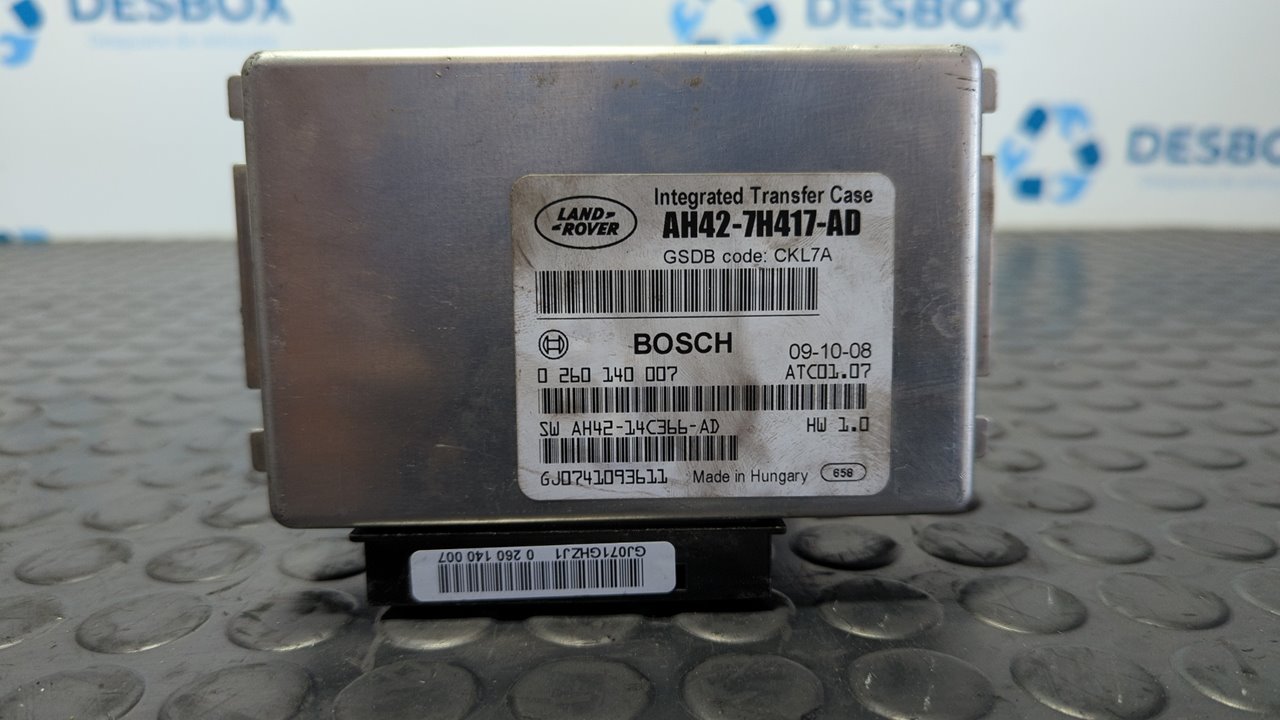 DESBOX
DESBOX
DESBO
LAND-
-ROVER
Integrated Transfer Case
AH42-7H417-AD
GSDB code: CKL7A
BOSCH
09-10-08
0 260 140 007
ATC01.07
SW AH42-14C366-AD
HW 1.0
GJ0741093611
Made in Hungary
656
GJ071GHZJ1 0 260 140 007